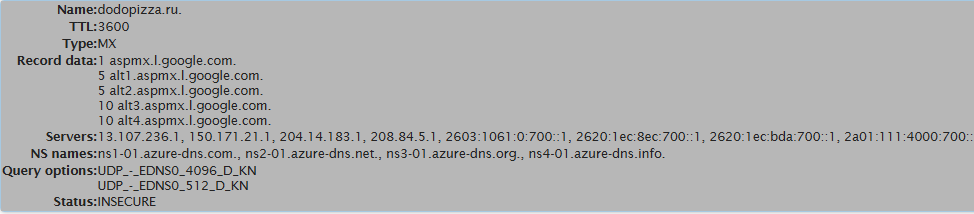 Name:dodopizza.ru.
TTL:3600
Type:MX
Record data:1 aspmx.l.google.com.
5 alt1.aspmx.l.google.com.
5 alt2.aspmx.l.google.com.
10 alt3.aspmx.l.google.com.
10 alt4.aspmx.l.google.com.
Servers:13.107.236.1, 150.171.21.1, 204.14.183.1, 208.84.5.1, 2603:1061:0:700::1, 2620:1ec:8ec:700::1, 2620:1ec:bda:700::1, 2a01:111:4000:700::
NS names:ns1-01.azure-dns.com., ns2-01.azure-dns.net., ns3-01.azure-dns.org., ns4-01.azure-dns.info.
Query options:UDP_-_EDNS0_4096_D_KN
UDP_-_EDNS0_512_D_KN
Status:INSECURE